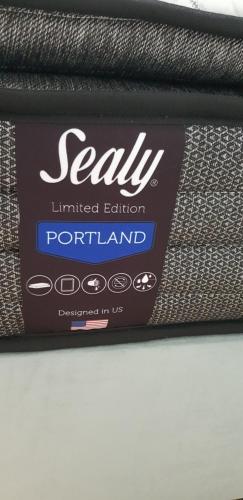 Sealy®
Limited Edition
PORTLAND
Designed in US